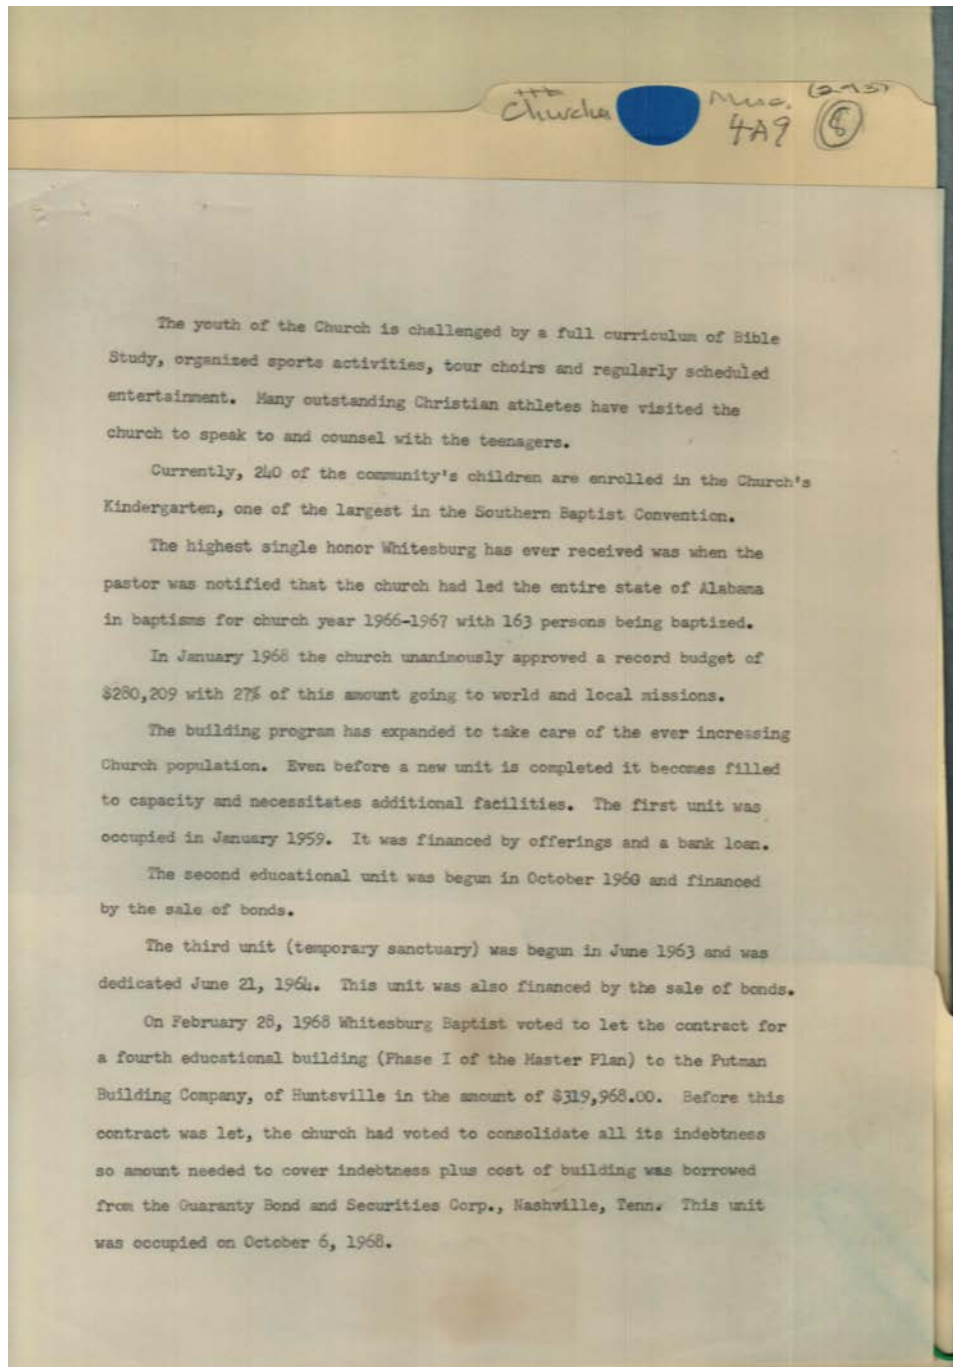 Churches
Misc.
4A9 8
The youth of the Church is challenged by a full curriculum of Bible
Study, organized sports activities, tour choirs and regularly scheduled
entertainment. Many outstanding Christian athletes have visited the
church to speak to and counsel with the teenagers.
Currently, 240 of the community's children are enrolled in the Church's
Kindergarten, one of the largest in the Southern Baptist Convention.
The highest single honor Whitesburg has ever received was when the
pastor was notified that the church had led the entire state of Alabama
in baptisms for church year 1966-1967 with 163 persons being baptized.
In January 1968 the church unanimously approved a record budget of
$280,209 with 27% of this amount going to world and local missions.
The building program has expanded to take care of the ever increasing
Church population. Even before a new unit is completed it becomes filled
to capacity and necessitates additional facilities. The first unit was
occupied in January 1959. It was financed by offerings and a bank loan.
The second educational unit was begun in October 1960 and financed
by the sale of bonds.
The third unit (temporary sanctuary) was begun in June 1963 and was
dedicated June 21, 1964. This unit was also financed by the sale of bonds.
On February 28, 1968 Whitesburg Baptist voted to let the contract for
a fourth educational building (Phase I of the Master Plan) to the Putman
Building Company, of Huntsville in the amount of $319,968.00. Before this
contract was let, the church had voted to consolidate all its indebtness
so amount needed to cover indebtness plus cost of building was borrowed
from the Guaranty Bond and Securities Corp., Nashville, Tenn. This unit
was occupied on October 6, 1968.